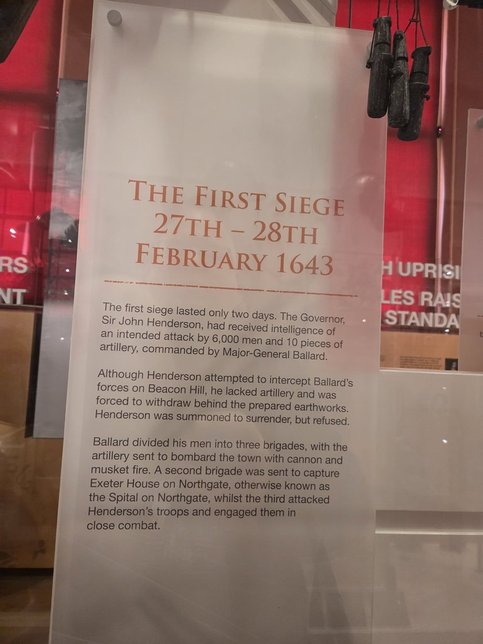 THE FIRST SIEGE
27TH – 28TH
FEBRUARY 1643
The first siege lasted only two days. The Governor,
Sir John Henderson, had received intelligence of
an intended attack by 6,000 men and 10 pieces of
artillery, commanded by Major-General Ballard.
Although Henderson attempted to intercept Ballard's
forces on Beacon Hill, he lacked artillery and was
forced to withdraw behind the prepared earthworks.
Henderson was summoned to surrender, but refused.
Ballard divided his men into three brigades, with the
artillery sent to bombard the town with cannon and
musket fire. A second brigade was sent to capture
Exeter House on Northgate, otherwise known as
the Spital on Northgate, whilst the third attacked
Henderson's troops and engaged them in
close combat.
RS
NT
H UPRISI
LES RAIS
STANDA